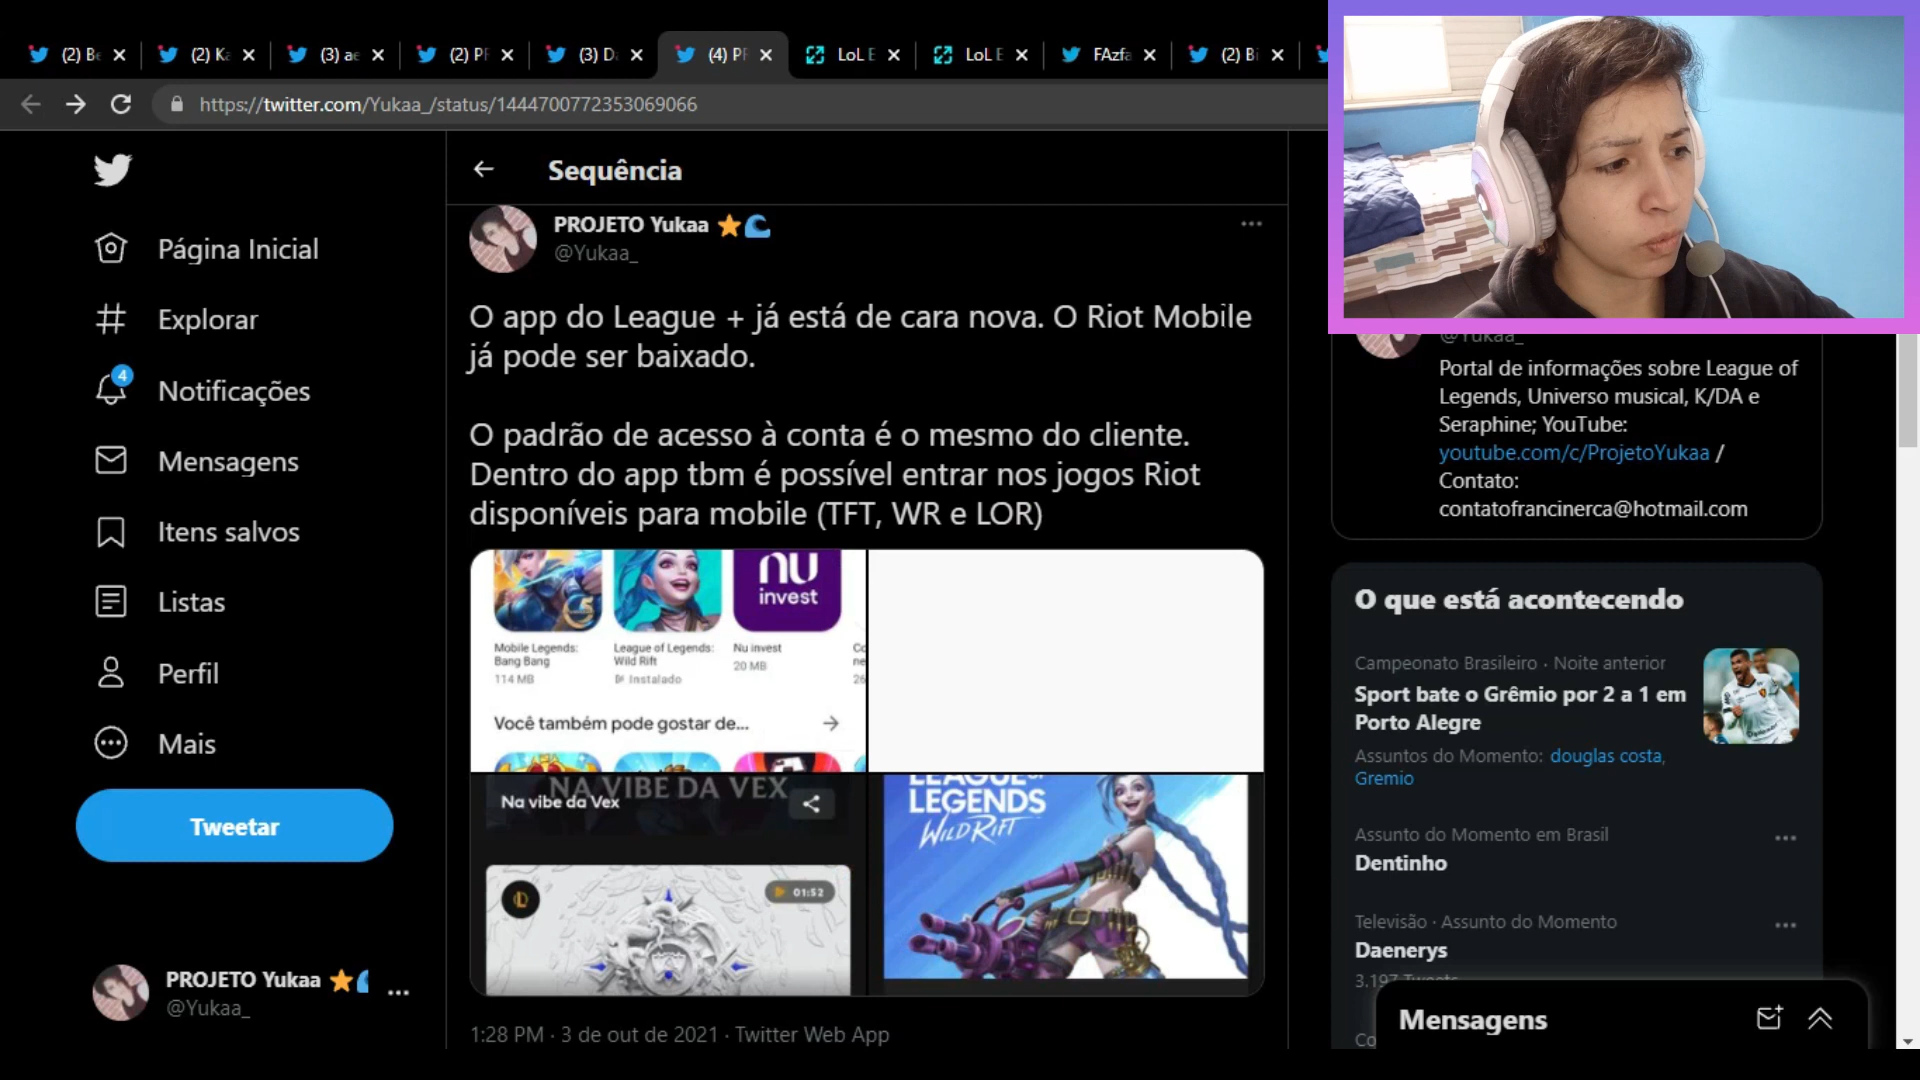 (2) Be
(2) Ka
(3) ae
(2) PR
(3) D
(4) PR
LoL E
LoL E
FAzfa
(2) Bi
https://twitter.com/Yukaa_/status/1444700772353069066
Página Inicial
Explorar
4
Notificações
Mensagens
Itens salvos
Listas
Perfil
Mais
Tweetar
PROJETO Yukaa
@Yukaa_
Sequência
PROJETO Yukaa
@Yukaa_
O app do League + já está de cara nova. O Riot Mobile
já pode ser baixado.
O padrão de acesso à conta é o mesmo do cliente.
Dentro do app tbm é possível entrar nos jogos Riot
disponíveis para mobile (TFT, WR e LOR)
nu
invest
Mobile Legends:
Bang Bang
114 MB
League of Legends:
Wild Rift
Instalado
Nu invest
20 MB
Você também pode gostar de...
NA VIBE DA VEX
Na vibe da Vex
01:52
LEAGUE OF
LEGENDS
WILD RIFT
1:28 PM · 3 de out de 2021 · Twitter Web App
@Yukaa_
Portal de informações sobre League of
Legends, Universo musical, K/DA e
Seraphine; YouTube:
youtube.com/c/ProjetoYukaa /
Contato:
contatofrancinerca@hotmail.com
O que está acontecendo
Campeonato Brasileiro · Noite anterior
Sport bate o Grêmio por 2 a 1 em
Porto Alegre
Assuntos do Momento: douglas costa,
Gremio
Assunto do Momento em Brasil
Dentinho
Televisão · Assunto do Momento
Daenerys
3.197 Tweets
Mensagens